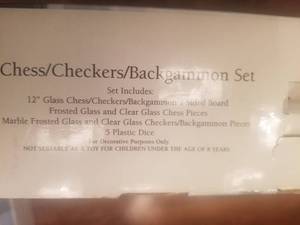 Chess/Checkers/Backgammon Set
Set Includes:
12" Glass Chess/Checkers/Backgammon Sided Board
Frosted Glass and Clear Glass Chess Pieces
Marble Frosted Glass and Clear Glass Checkers/Backgammon Pieces
5 Plastic Dice
For Decorative Purposes Only
NOT SUITABLE AS A TOY FOR CHILDREN UNDER THE AGE OF 8 YEARS